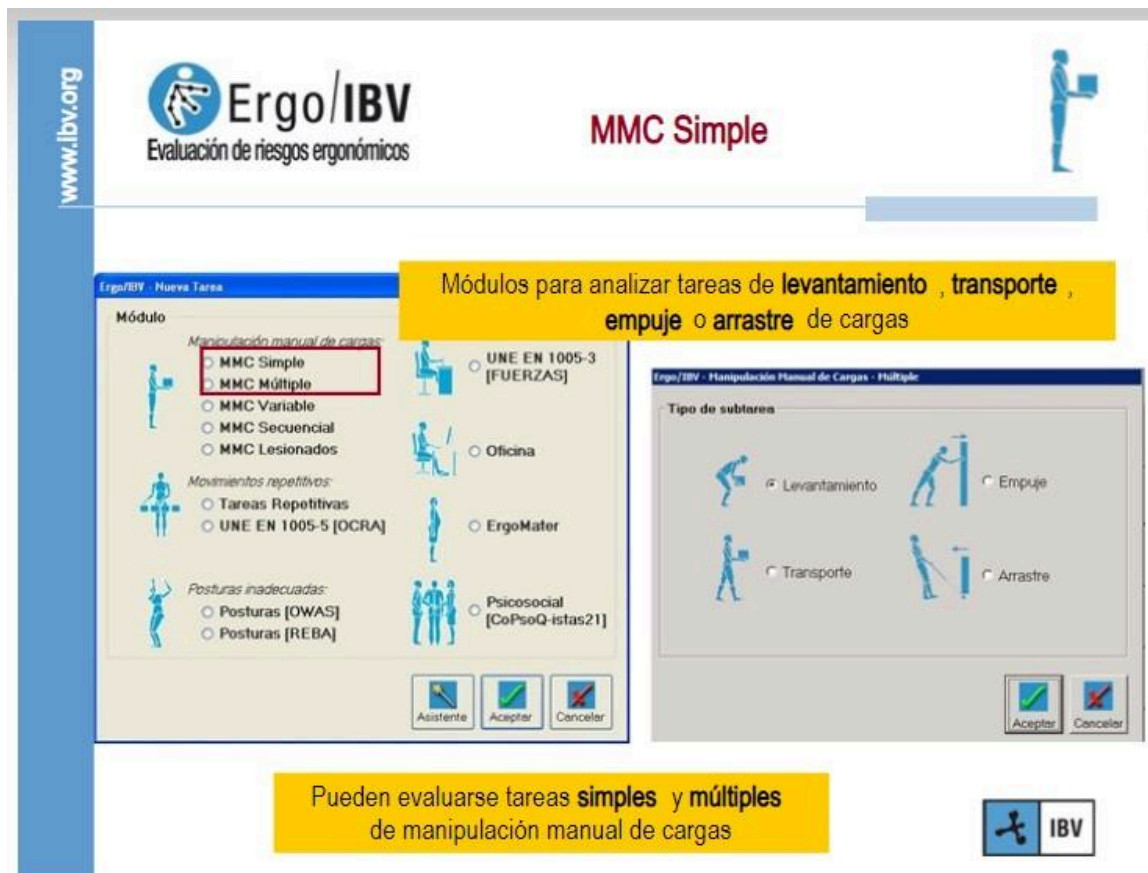 www.ibv.org
Ergo/IBV
Evaluación de riesgos ergonómicos
MMC Simple
Módulos para analizar tareas de levantamiento , transporte ,
empuje o arrastre de cargas
Ergo/IBV - Nueva Tarea
Módulo
Manipulación manual de cargas:
MMC Simple
MMC Múltiple
MMC Variable
MMC Secuencial
MMC Lesionados
Movimientos repetitivos:
Tareas Repetitivas
UNE EN 1005-5 [OCRA]
Posturas inadecuadas:
Posturas [OWAS]
Posturas [REBA]
UNE EN 1005-3
[FUERZAS]
Oficina
ErgoMater
Psicosocial
[CoPsoQ-istas21]
Asistente
Aceptar
Cancelar
Ergo/IBV - Manipulación Manual de Cargas - Múltiple
Tipo de subtarea
Levantamiento
Empuje
Transporte
Arrastre
Aceptar
Cancelar
Pueden evaluarse tareas simples y múltiples
de manipulación manual de cargas
IBV